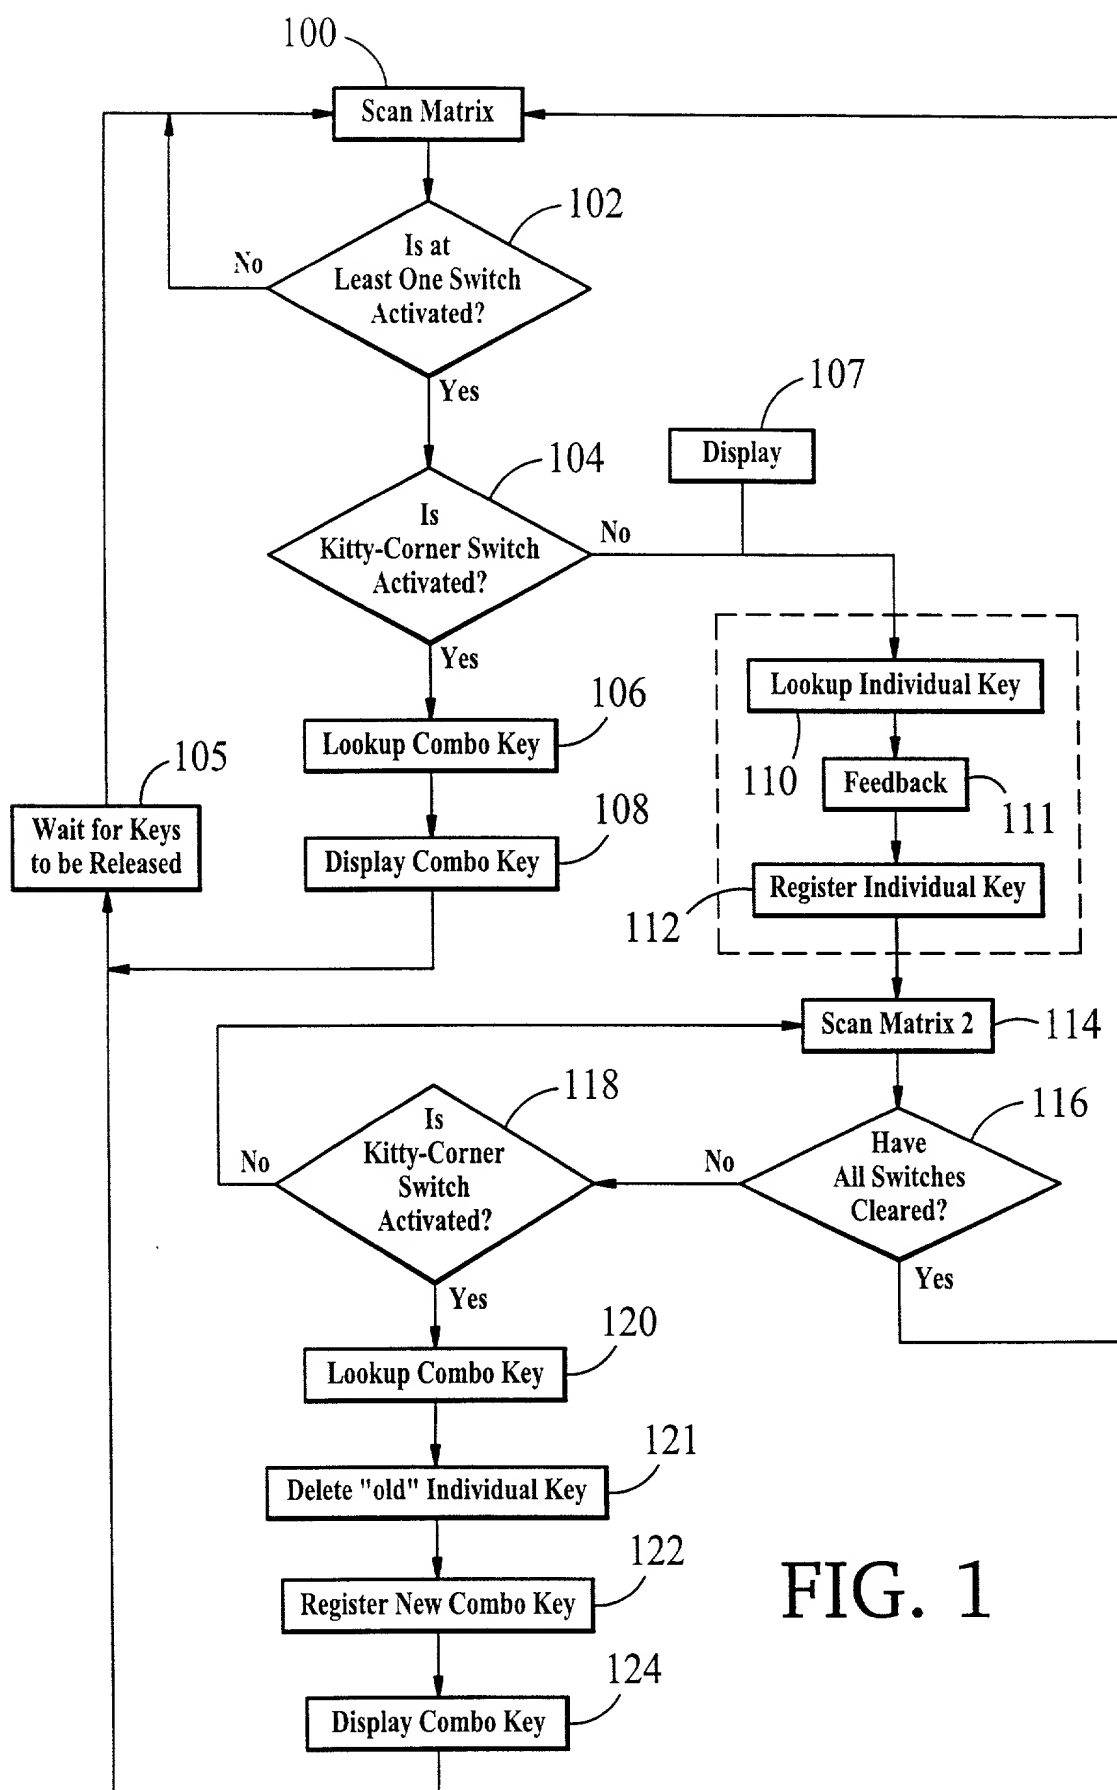 100
Scan Matrix
102
Is at
Least One Switch
Activated?
No
Yes
107
Display
104
Is
Kitty-Corner Switch
Activated?
No
Yes
106
Lookup Combo Key
108
Display Combo Key
105
Wait for Keys
to be Released
Lookup Individual Key
110
Feedback
111
Register Individual Key
112
Scan Matrix 2
114
116
Have
All Switches
Cleared?
No
Yes
118
Is
Kitty-Corner
Switch
Activated?
No
Yes
120
Lookup Combo Key
121
Delete "old" Individual Key
122
Register New Combo Key
124
Display Combo Key
FIG. 1